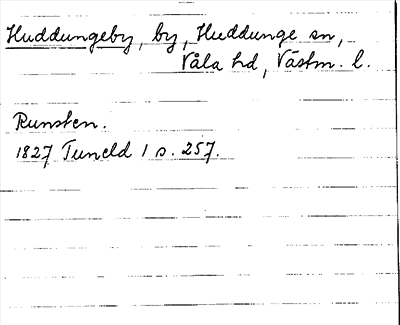 Huddungeby, by, Huddunge sn,
Våla hd, Västm. l.
Runsten.
1827 Tuneld 1 s. 257.